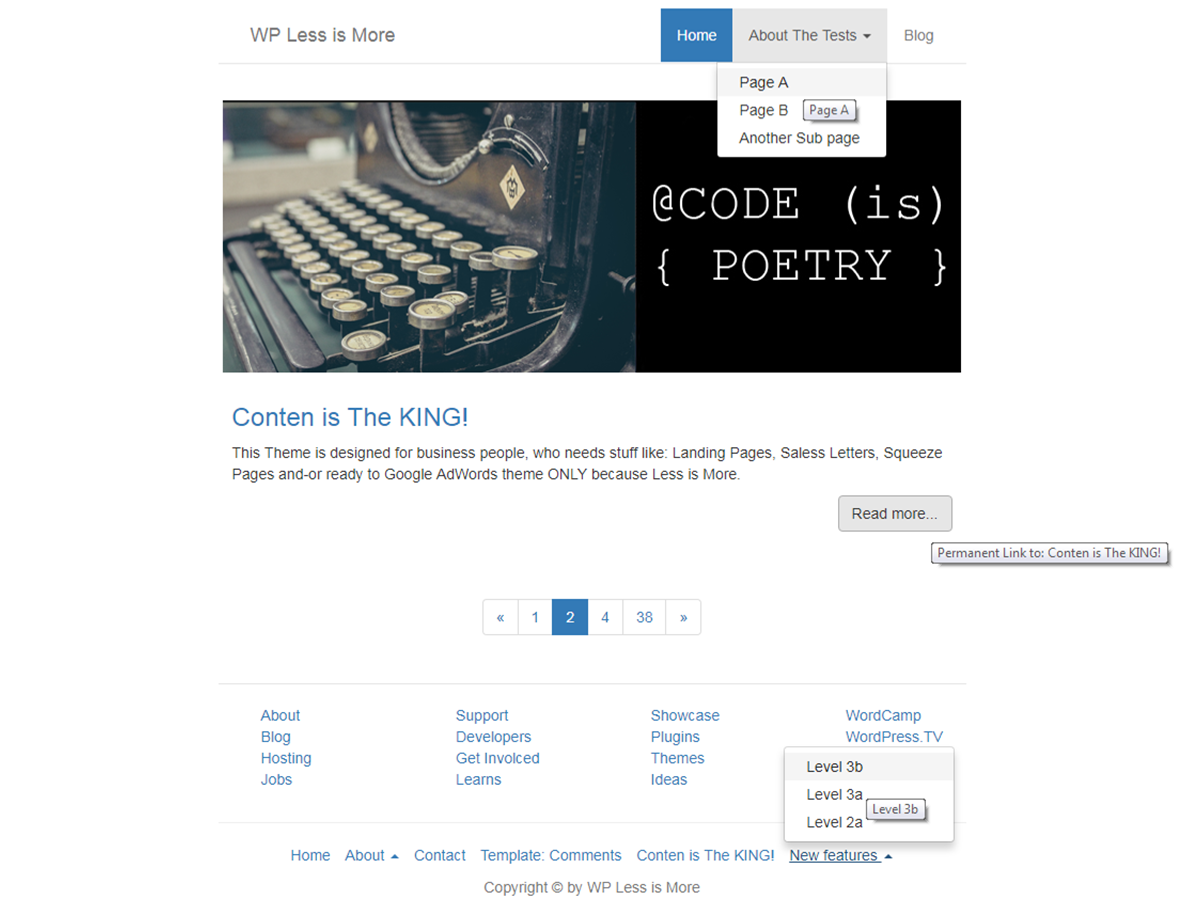 WP Less is More
Home About The Tests Blog
Page A
Page B
Page A
Another Sub page
@CODE (is)
{ POETRY }
Conten is The KING!
This Theme is designed for business people, who needs stuff like: Landing Pages, Saless Letters, Squeeze
Pages and-or ready to Google AdWords theme ONLY because Less is More.
Read more...
Permanent Link to: Conten is The KING!
« 1 2 4 38 »
About Support Showcase WordCamp
Blog Developers Plugins WordPress.TV
Hosting Get Involced Themes
Jobs Learns Ideas
Level 3b
Level 3a
Level 3b
Level 2a
Home About Contact Template: Comments Conten is The KING! New features
Copyright © by WP Less is More